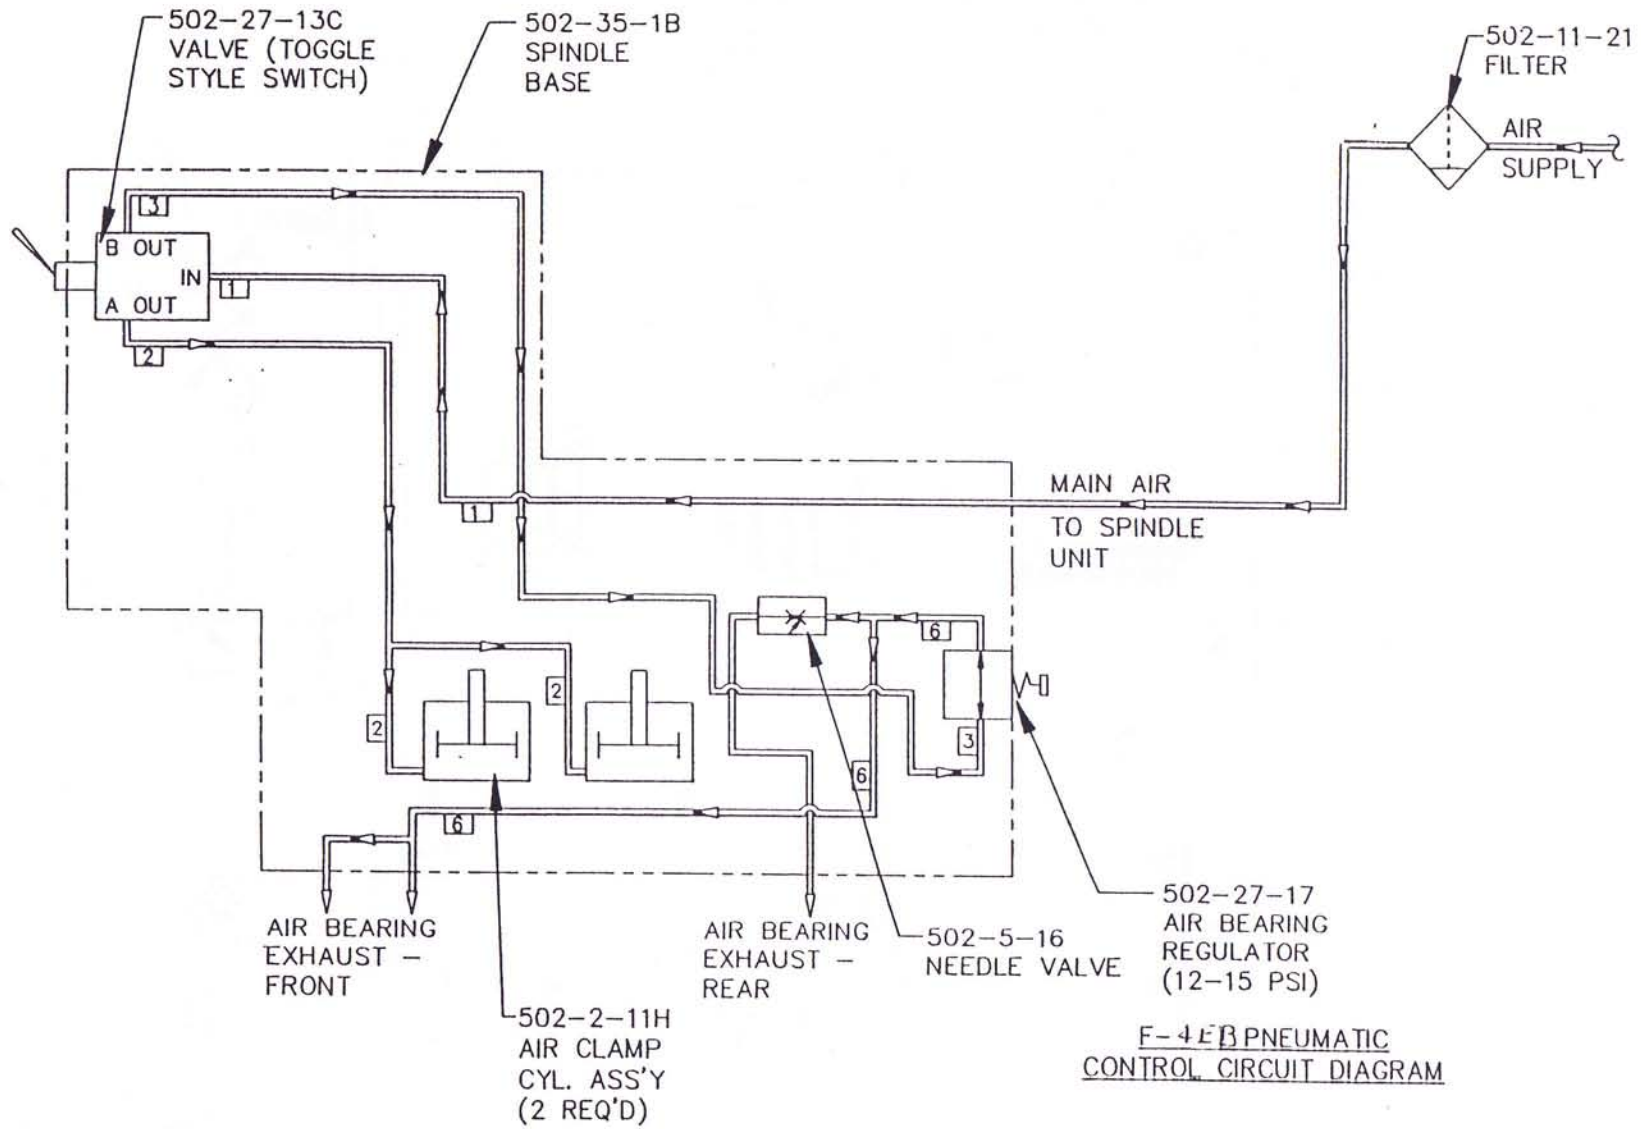 502-27-13C
VALVE (TOGGLE
STYLE SWITCH)
502-35-1B
SPINDLE
BASE
502-11-21
FILTER
AIR
SUPPLY
3
B OUT
IN
A OUT
1
2
1
MAIN AIR
TO SPINDLE
UNIT
6
2
2
3
6
6
AIR BEARING
EXHAUST -
FRONT
AIR BEARING
EXHAUST -
REAR
502-5-16
NEEDLE VALVE
502-27-17
AIR BEARING
REGULATOR
(12-15 PSI)
502-2-11H
AIR CLAMP
CYL. ASS'Y
(2 REQ'D)
F-4EB PNEUMATIC
CONTROL CIRCUIT DIAGRAM